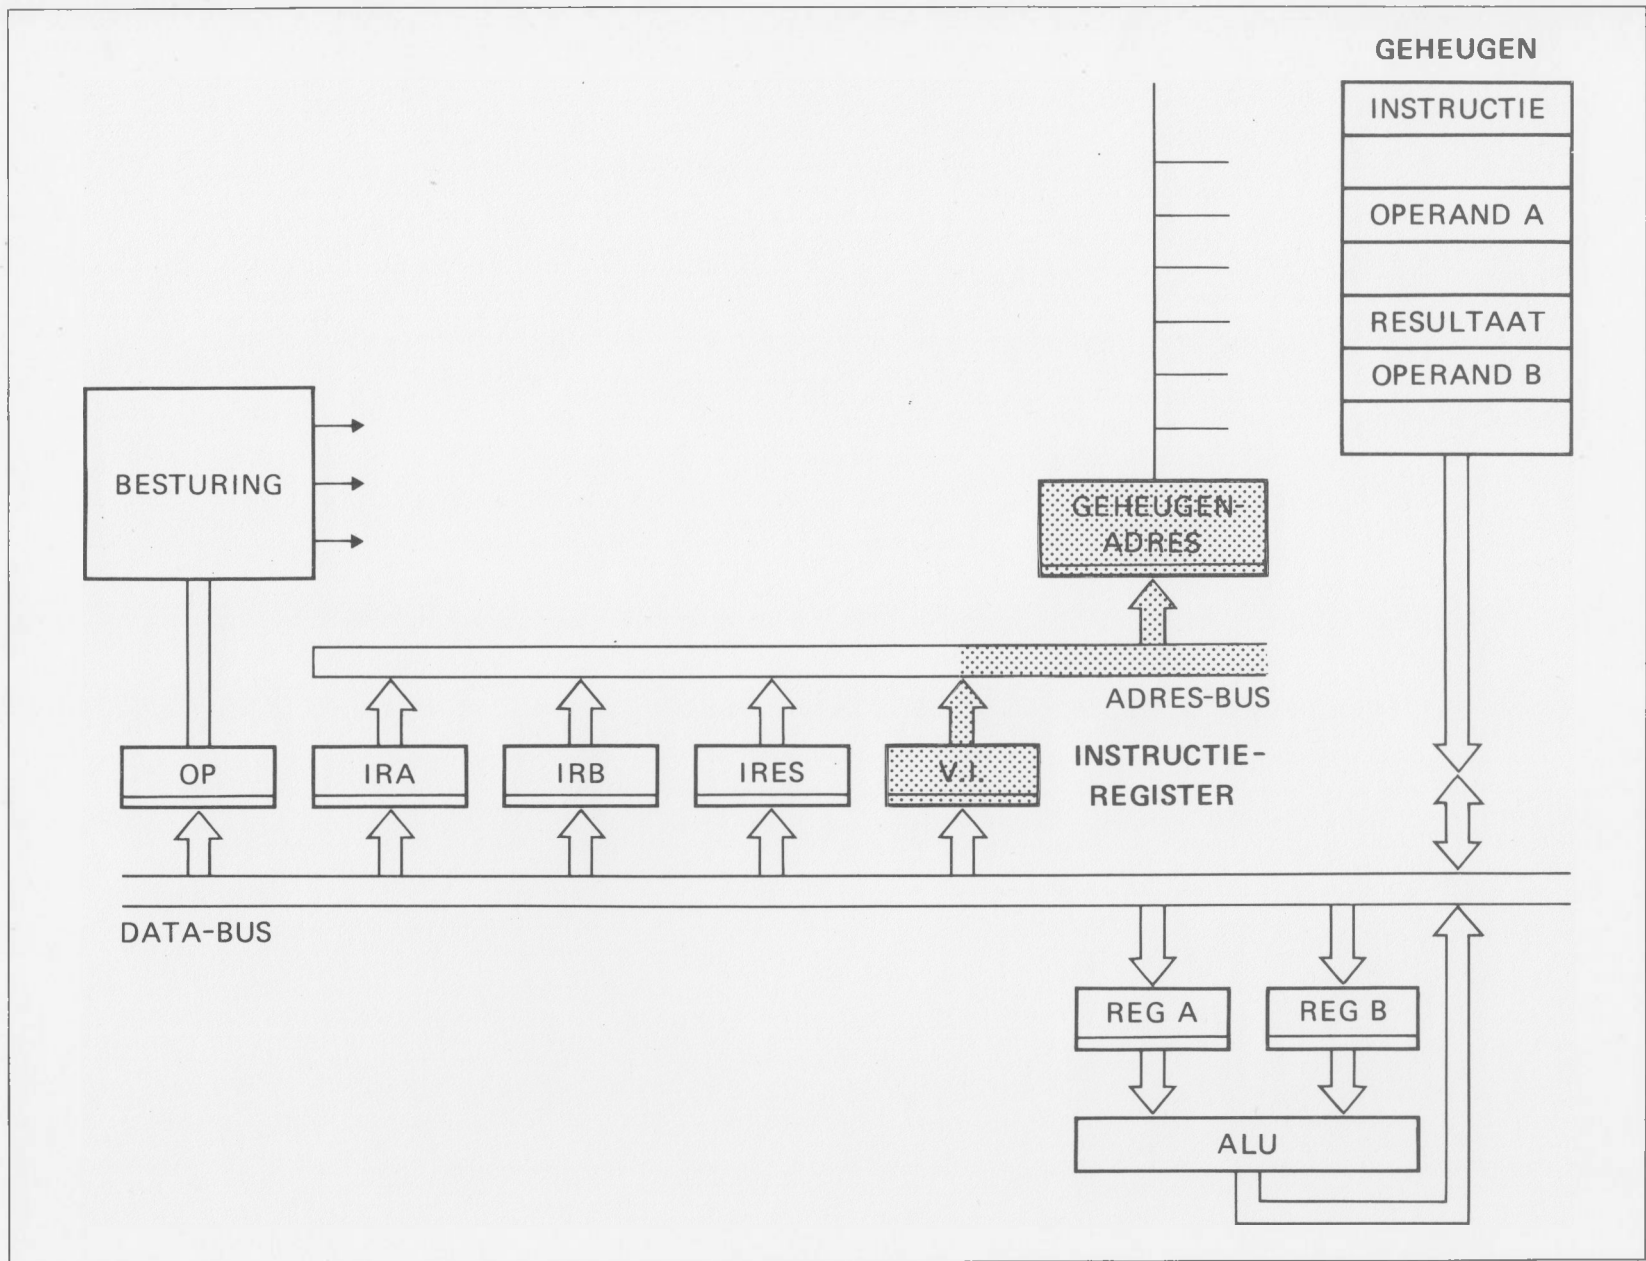 GEHEUGEN
INSTRUCTIE
OPERAND A
RESULTAAT
OPERAND B
BESTURING
GEHEUGEN-
ADRES
ADRES-BUS
OP
IRA
IRB
IRES
V.I.
INSTRUCTIE-
REGISTER
DATA-BUS
REG A
REG B
ALU